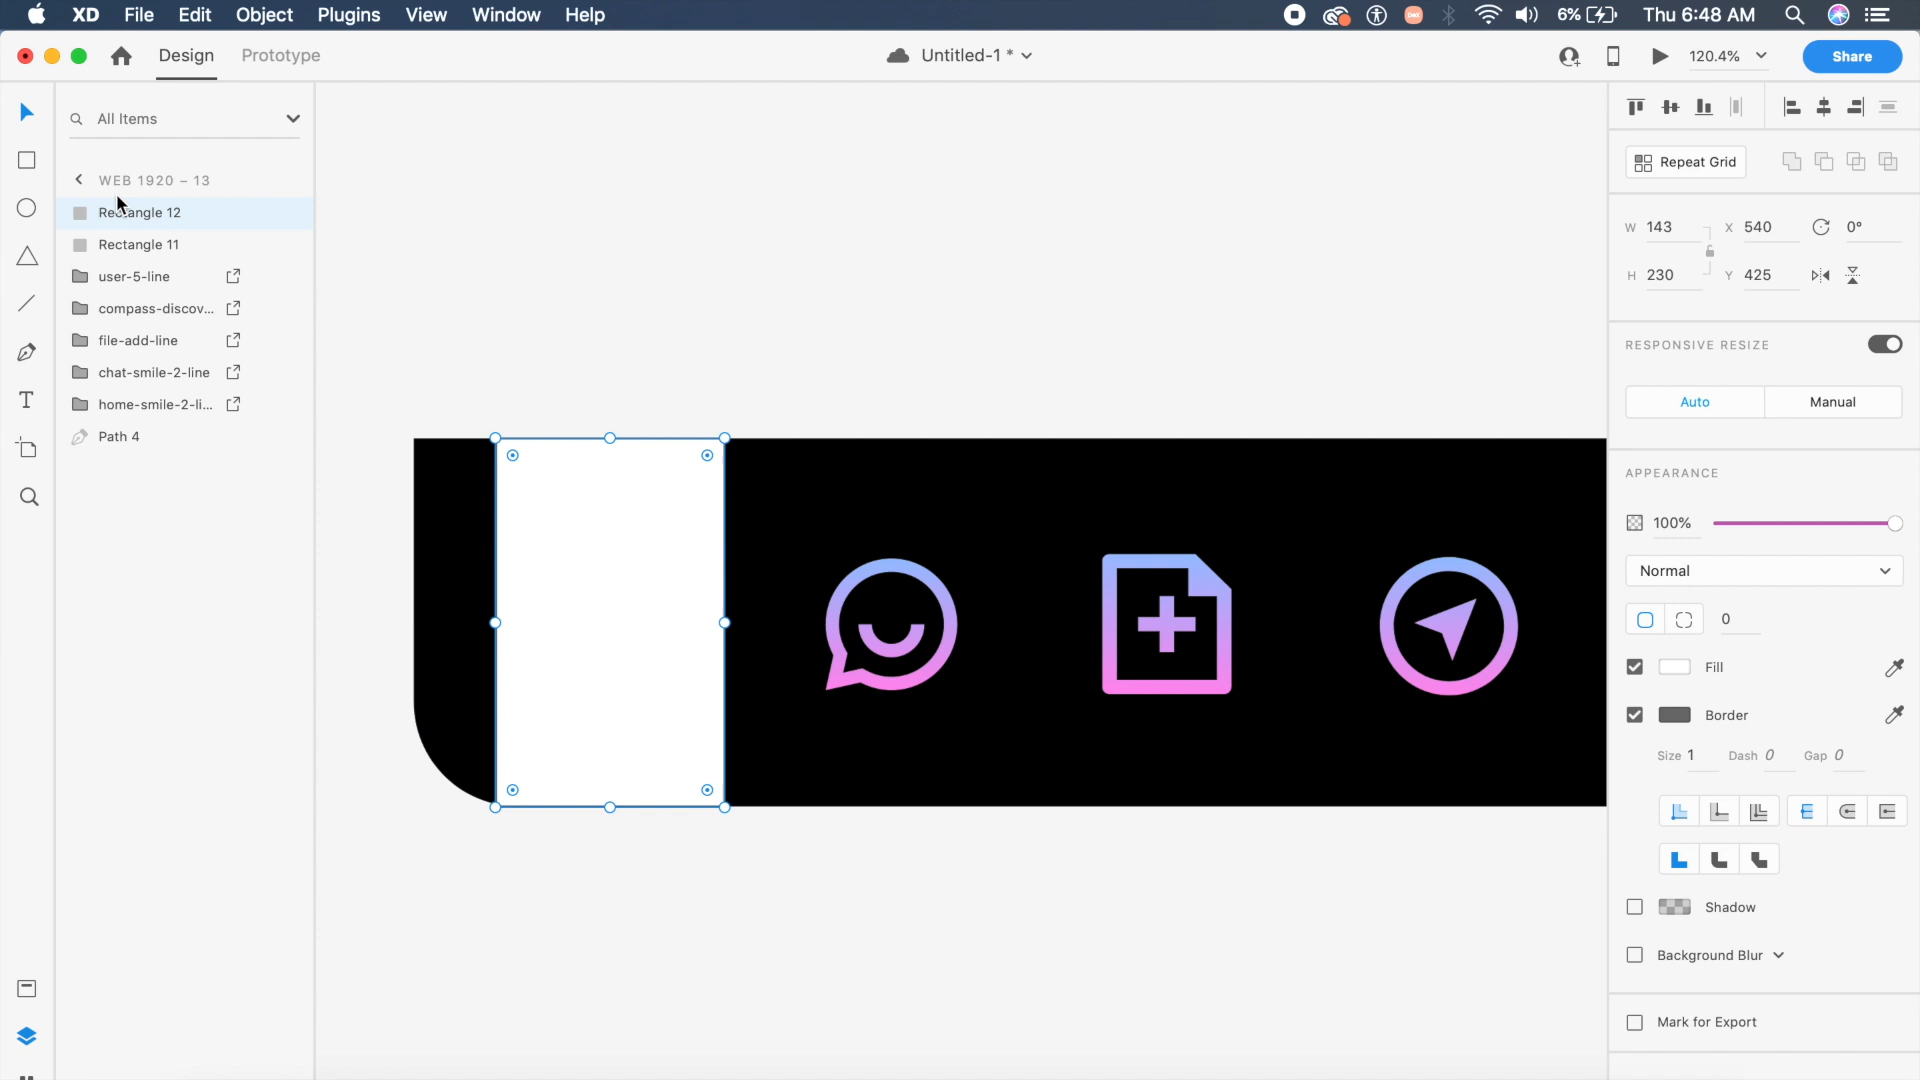 XD File Edit Object Plugins View Window Help 6% Thu 6:48 AM
Design Prototype Untitled-1 * 120.4% Share
All Items
WEB 1920 – 13
Rectangle 12
Rectangle 11
user-5-line
compass-discov...
file-add-line
chat-smile-2-line
home-smile-2-li...
Path 4
T
Repeat Grid
W 143 X 540 0°
H 230 Y 425
RESPONSIVE RESIZE
Auto Manual
APPEARANCE
100%
Normal
0
Fill
Border
Size 1 Dash 0 Gap 0
Shadow
Background Blur
Mark for Export